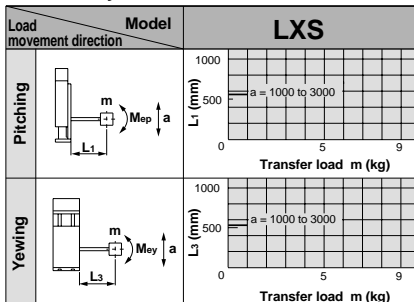 Model
Load
movement direction
LXS
Pitching
m
Mep
a
L1
L1 (mm)
1000
500
0
a = 1000 to 3000
5
9
Transfer load m (kg)
Yewing
m
Mey
a
L3
L3 (mm)
1000
500
0
a = 1000 to 3000
5
9
Transfer load m (kg)